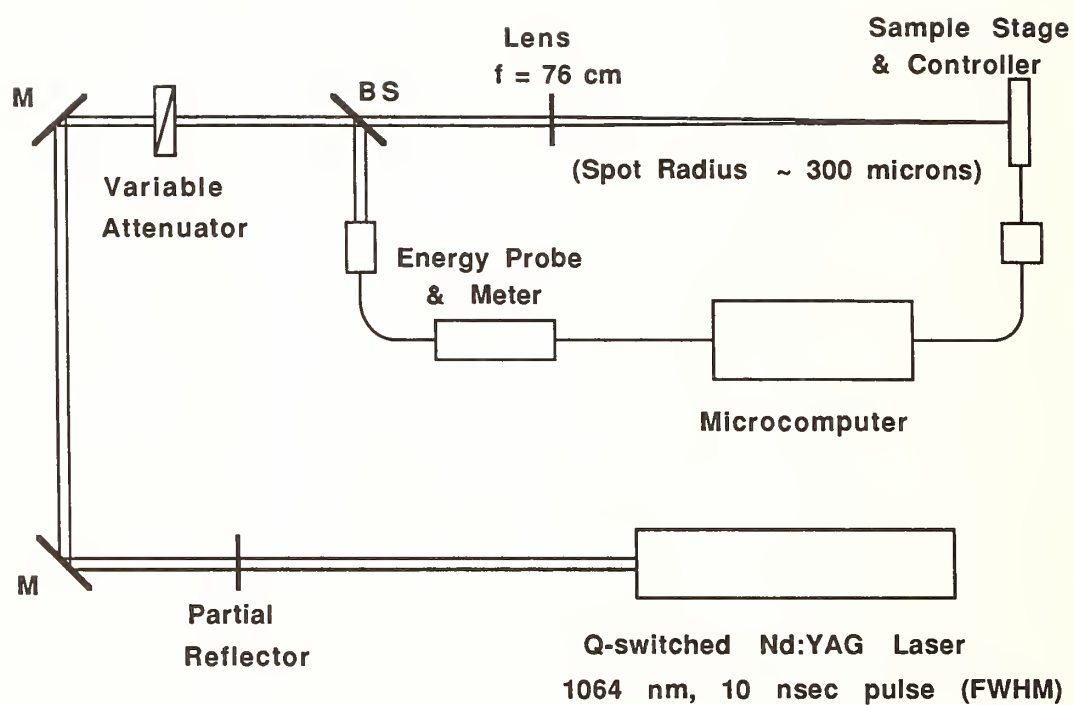 Lens
f = 76 cm
Sample Stage
& Controller
M
BS
Variable
Attenuator
(Spot Radius ~ 300 microns)
Energy Probe
& Meter
Microcomputer
M
Partial
Reflector
Q-switched Nd:YAG Laser
1064 nm, 10 nsec pulse (FWHM)